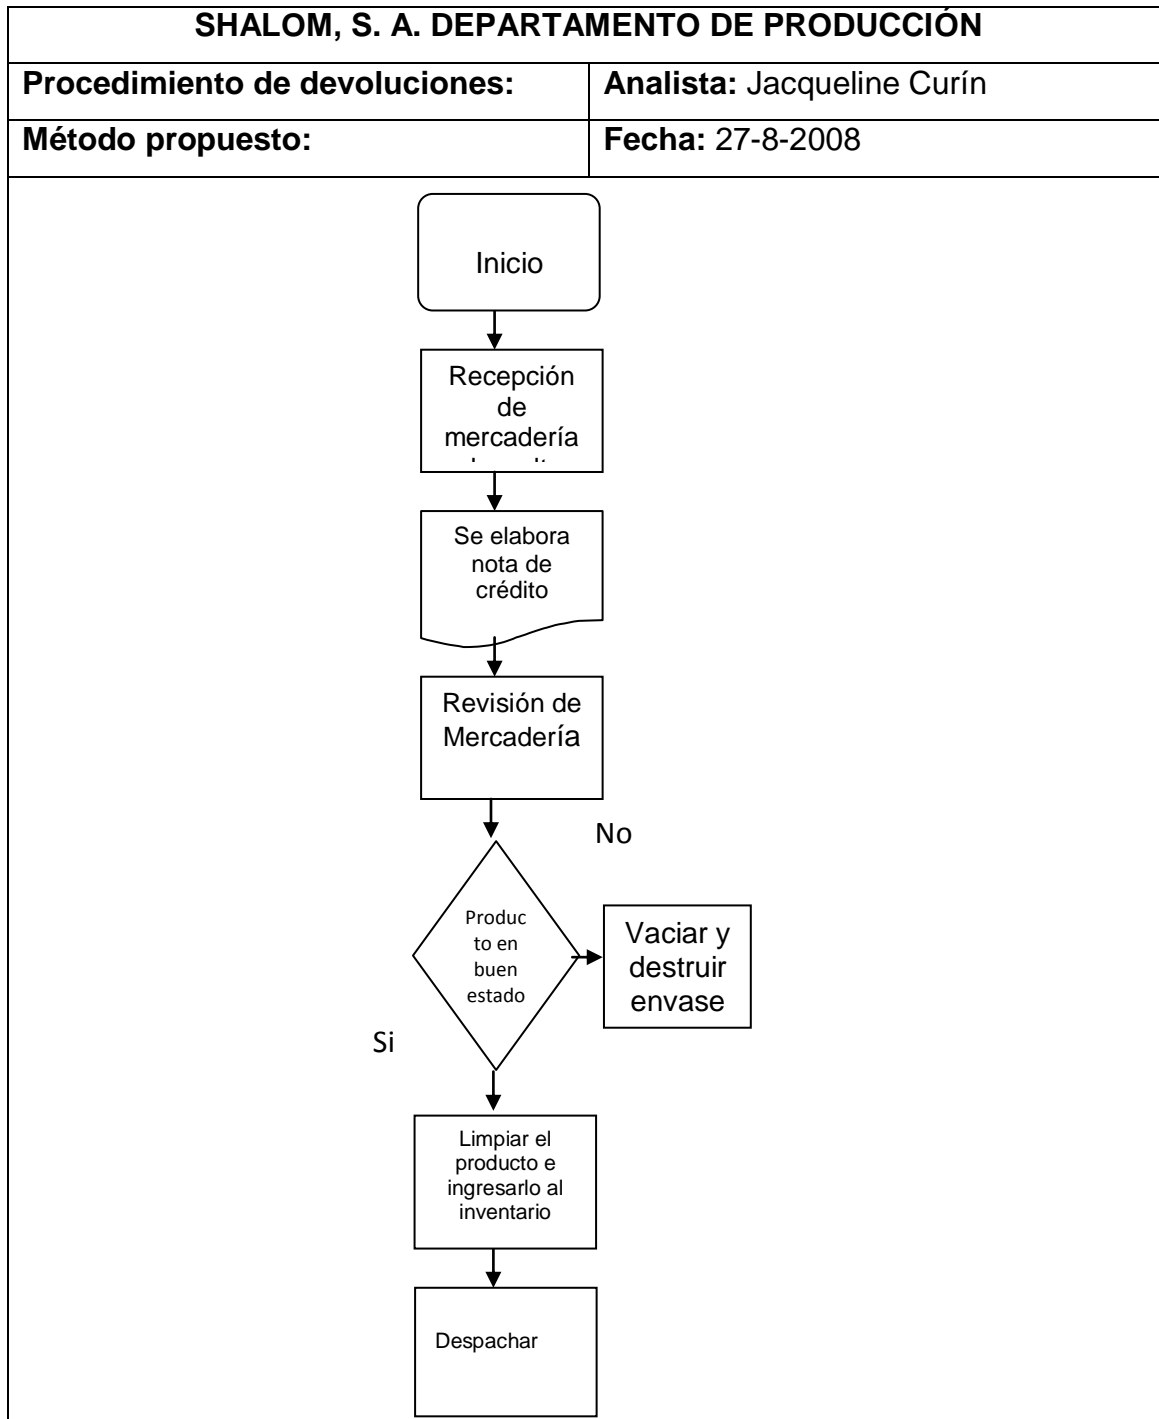 SHALOM, S. A. DEPARTAMENTO DE PRODUCCIÓN
Procedimiento de devoluciones:
Analista: Jacqueline Curín
Método propuesto:
Fecha: 27-8-2008
Inicio
Recepción
de
mercadería
Se elabora
nota de
crédito
Revisión de
Mercadería
No
Produc
to en
buen
estado
Vaciar y
destruir
envase
Si
Limpiar el
producto e
ingresarlo al
inventario
Despachar